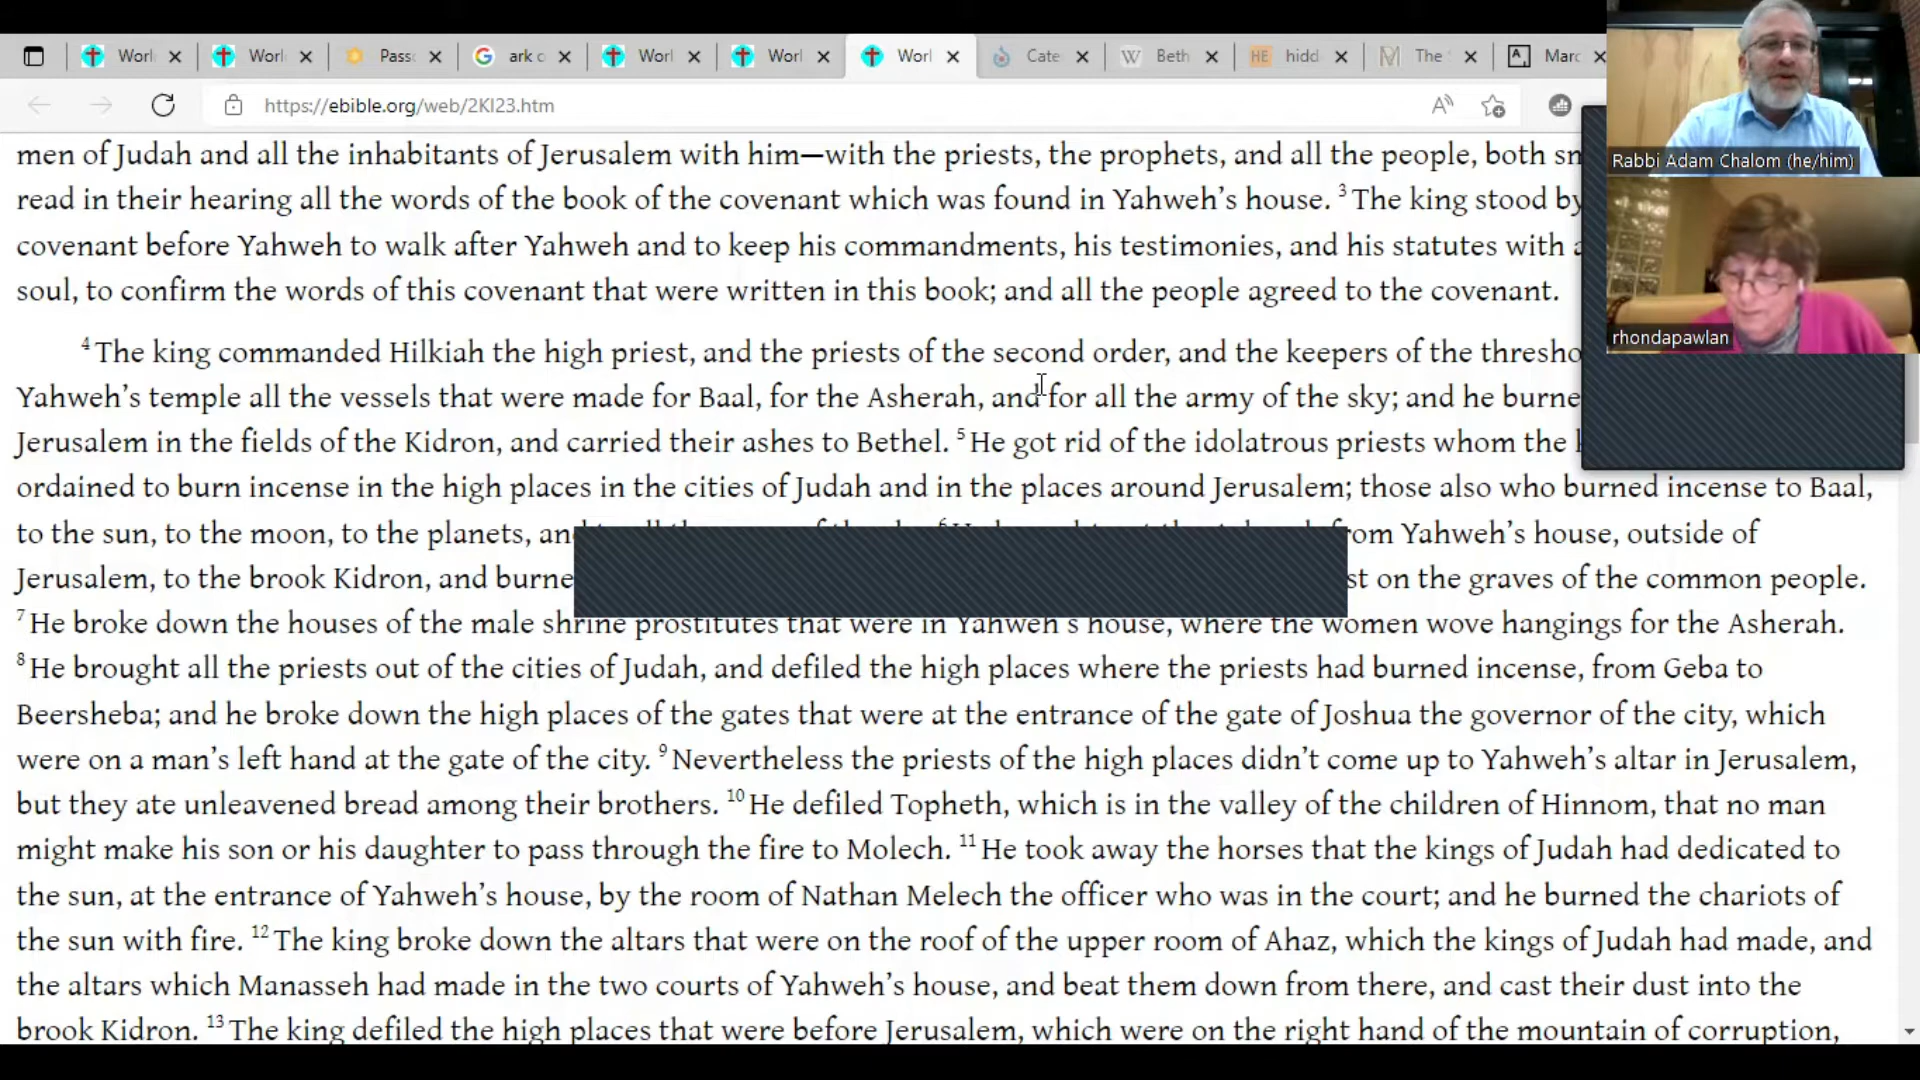 Worl
Worl
Pass
ark o
Worl
Worl
Worl
Cate
W
Beth
HE
hidd
M
The
A
Marc
https://ebible.org/web/2KI23.htm
men of Judah and all the inhabitants of Jerusalem with him—with the priests, the prophets, and all the people, both sm
read in their hearing all the words of the book of the covenant which was found in Yahweh’s house. 3 The king stood by
covenant before Yahweh to walk after Yahweh and to keep his commandments, his testimonies, and his statutes with a
soul, to confirm the words of this covenant that were written in this book; and all the people agreed to the covenant.
4 The king commanded Hilkiah the high priest, and the priests of the second order, and the keepers of the thresho
Yahweh’s temple all the vessels that were made for Baal, for the Asherah, and for all the army of the sky; and he burne
Jerusalem in the fields of the Kidron, and carried their ashes to Bethel. 5 He got rid of the idolatrous priests whom the k
ordained to burn incense in the high places in the cities of Judah and in the places around Jerusalem; those also who burned incense to Baal,
to the sun, to the moon, to the planets, an from Yahweh’s house, outside of
Jerusalem, to the brook Kidron, and burne st on the graves of the common people.
7 He broke down the houses of the male shrine prostitutes that were in Yahweh’s house, where the women wove hangings for the Asherah.
8 He brought all the priests out of the cities of Judah, and defiled the high places where the priests had burned incense, from Geba to
Beersheba; and he broke down the high places of the gates that were at the entrance of the gate of Joshua the governor of the city, which
were on a man’s left hand at the gate of the city. 9 Nevertheless the priests of the high places didn’t come up to Yahweh’s altar in Jerusalem,
but they ate unleavened bread among their brothers. 10 He defiled Topheth, which is in the valley of the children of Hinnom, that no man
might make his son or his daughter to pass through the fire to Molech. 11 He took away the horses that the kings of Judah had dedicated to
the sun, at the entrance of Yahweh’s house, by the room of Nathan Melech the officer who was in the court; and he burned the chariots of
the sun with fire. 12 The king broke down the altars that were on the roof of the upper room of Ahaz, which the kings of Judah had made, and
the altars which Manasseh had made in the two courts of Yahweh’s house, and beat them down from there, and cast their dust into the
brook Kidron. 13 The king defiled the high places that were before Jerusalem, which were on the right hand of the mountain of corruption,
Rabbi Adam Chalom (he/him)
rhondapawlan